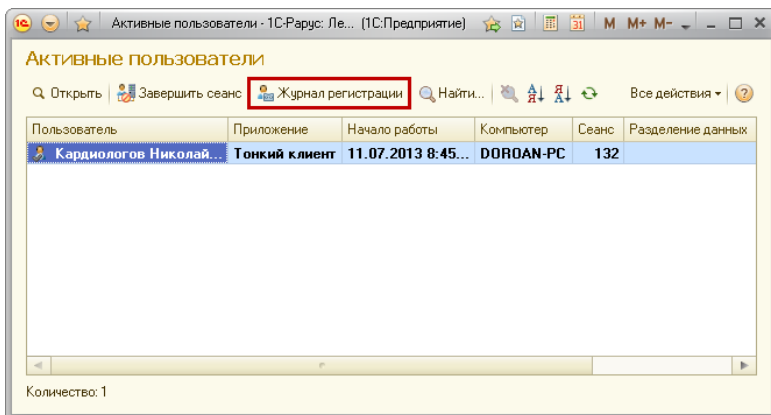 1С Активные пользователи - 1С-Рарус: Ле... (1С:Предприятие) 31 M M+ M-
Активные пользователи
Открыть Завершить сеанс Журнал регистрации Найти... А Я Я А Все действия ?
Пользователь Приложение Начало работы Компьютер Сеанс Разделение данных
Кардиологов Николай... Тонкий клиент 11.07.2013 8:45... DOROAN-PC 132
Количество: 1